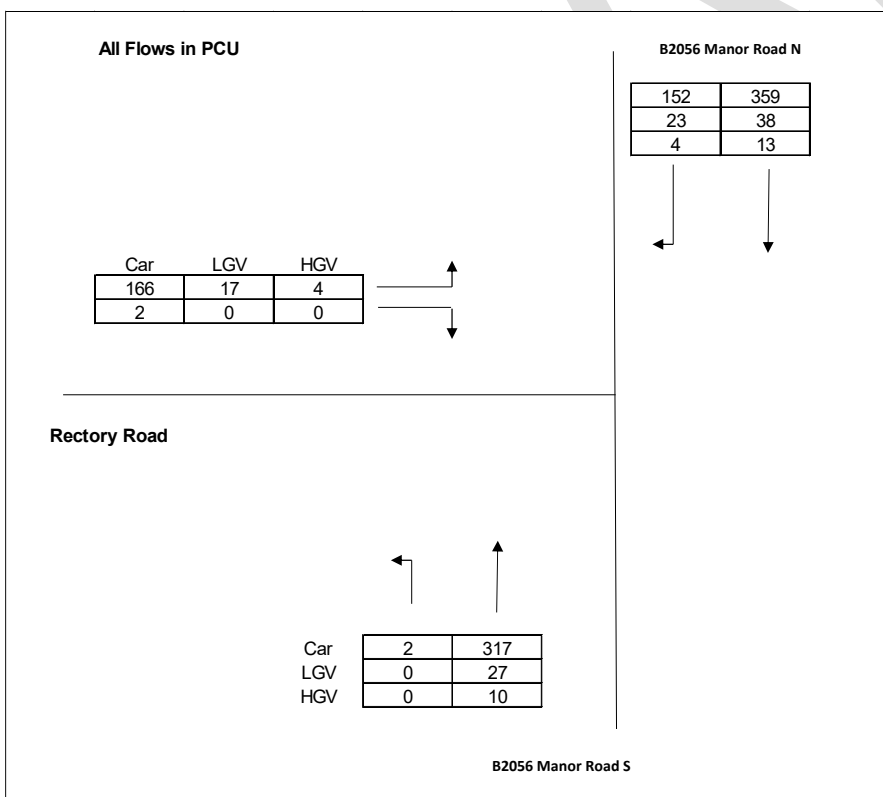 All Flows in PCU
B2056 Manor Road N
152 359
23 38
4 13
Car LGV HGV
166 17 4
2 0 0
Rectory Road
Car 2 317
LGV 0 27
HGV 0 10
B2056 Manor Road S